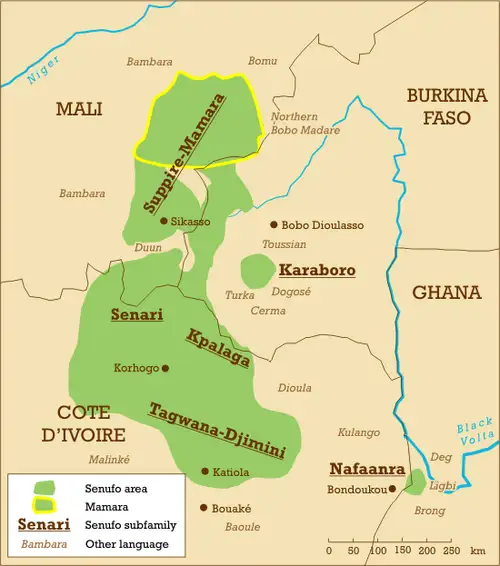 Niger
Bambara
Bomu
MALI
BURKINA
FASO
Northern
Bobo Madare
Suppire-Mamara
Bambara
Sikasso
Bobo Dioulasso
Toussian
Duun
Karaboro
Turka
Dogosé
Cerma
GHANA
Senari
Kpalaga
Korhogo
Dioula
Tagwana-Djimini
COTE
D'IVOIRE
Kulango
Black
Volta
Malinké
Katiola
Nafaanra
Deg
Bondoukou
Ligbi
Bouaké
Brong
Baoule
Senufo area
Mamara
Senari Senufo subfamily
Bambara Other language
0 50 100 150 200 250 km